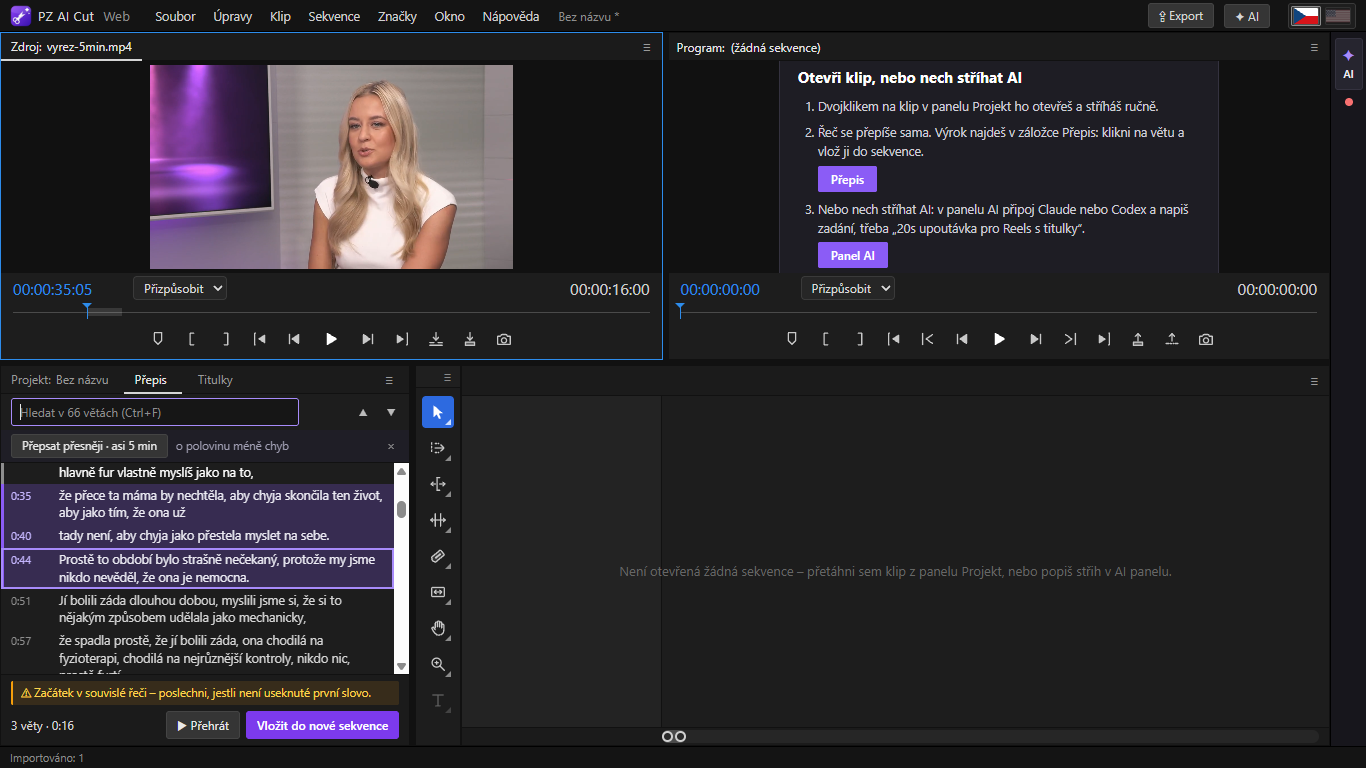 PZ AI Cut Web Soubor Úpravy Klip Sekvence Značky Okno Nápověda Bez názvu * Export AI
Zdroj: vyrez-5min.mp4
Program: (žádná sekvence)
Otevři klip, nebo nech stříhat AI
1. Dvojklikem na klip v panelu Projekt ho otevřeš a stříháš ručně.
2. Řeč se přepíše sama. Výrok najdeš v záložce Přepis: klikni na větu a
vlož ji do sekvence.
Přepis
3. Nebo nech stříhat AI: v panelu AI připoj Claude nebo Codex a napiš
zadání, třeba „20s upoutávka pro Reels s titulky“.
Panel AI
AI
00:00:35:05 Přizpůsobit 00:00:16:00
00:00:00:00 Přizpůsobit 00:00:00:00
Projekt: Bez názvu Přepis Titulky
Hledat v 66 větách (Ctrl+F)
Přepsat přesněji · asi 5 min o polovinu méně chyb ×
hlavně fur vlastně myslíš jako na to,
0:35 že přece ta máma by nechtěla, aby chyja skončila ten život,
aby jako tím, že ona už
0:40 tady není, aby chyja jako přestela myslet na sebe.
0:44 Prostě to období bylo strašně nečekaný, protože my jsme
nikdo nevěděl, že ona je nemocna.
0:51 Jí bolili záda dlouhou dobou, myslili jsme si, že si to
nějakým způsobem udělala jako mechanicky,
0:57 že spadla prostě, že jí bolili záda, ona chodilá na
fyzioterapi, chodilá na nejrůznější kontroly, nikdo nic,
⚠ Začátek v souvislé řeči – poslechni, jestli není useknuté první slovo.
3 věty · 0:16 Přehrát Vložit do nové sekvence
Není otevřená žádná sekvence – přetáhni sem klip z panelu Projekt, nebo popiš střih v AI panelu.
Importováno: 1